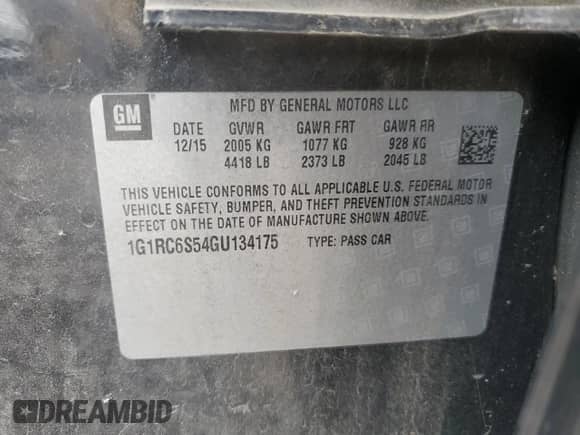 GM
MFD BY GENERAL MOTORS LLC
DATE GVWR GAWR FRT GAWR RR
12/15 2005 KG 1077 KG 928 KG
4418 LB 2373 LB 2045 LB
THIS VEHICLE CONFORMS TO ALL APPLICABLE U.S. FEDERAL MOTOR
VEHICLE SAFETY, BUMPER, AND THEFT PREVENTION STANDARDS IN
EFFECT ON THE DATE OF MANUFACTURE SHOWN ABOVE.
1G1RC6S54GU134175 TYPE: PASS CAR
DREAMBID